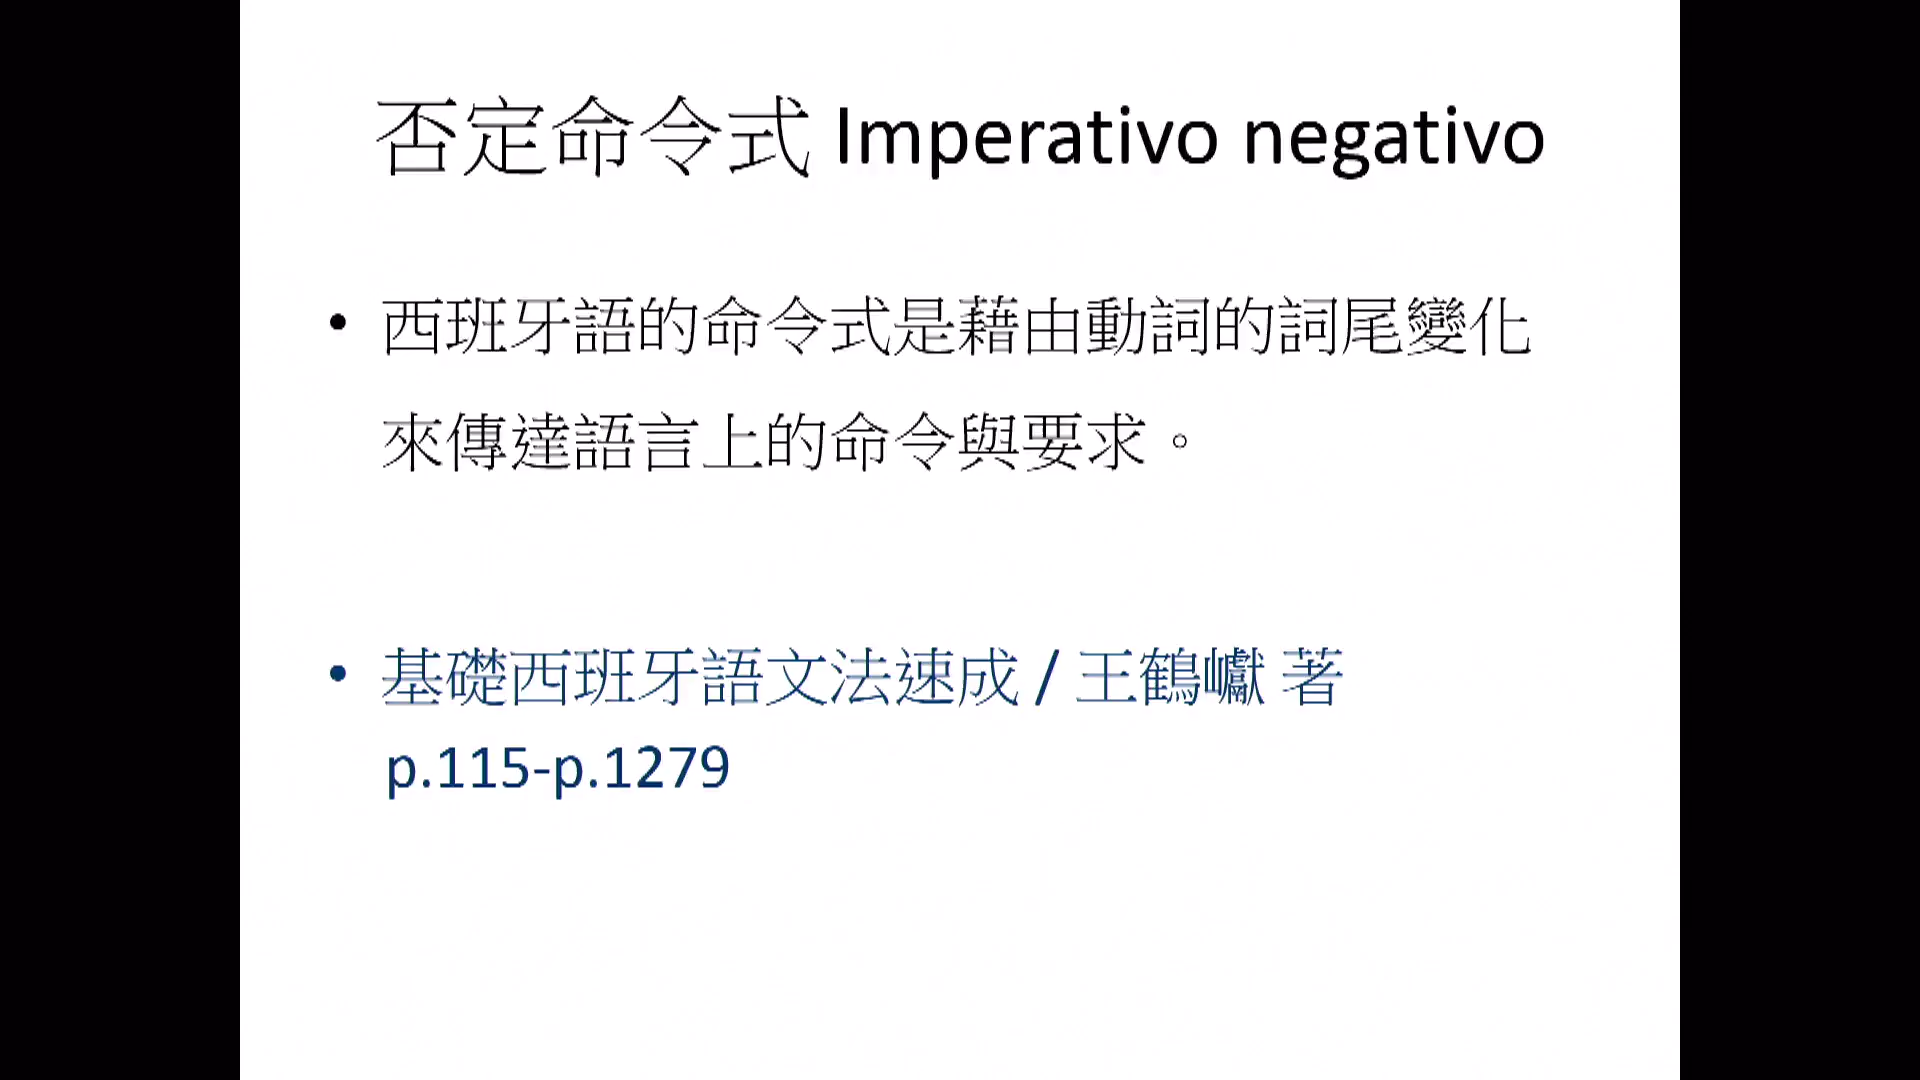 否定命令式 Imperativo negativo
• 西班牙語的命令式是藉由動詞的詞尾變化
來傳達語言上的命令與要求。
• 基礎西班牙語文法速成 / 王鶴巘 著
p.115-p.1279